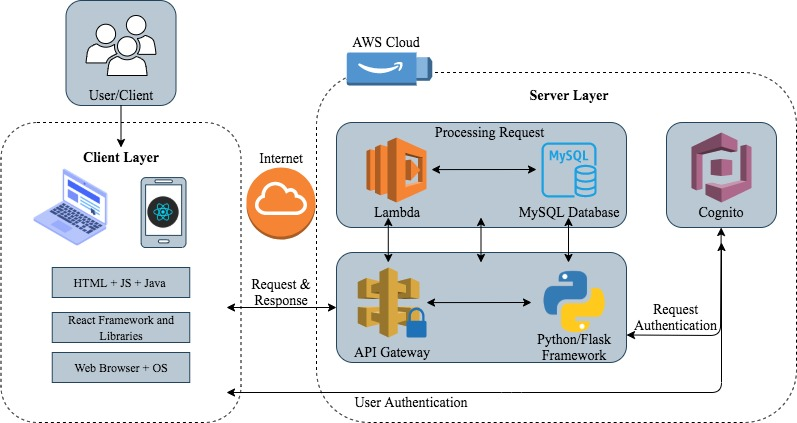 AWS Cloud
User/Client
Server Layer
Client Layer
Internet
Processing Request
MySQL
Lambda
MySQL Database
Cognito
HTML + JS + Java
React Framework and
Libraries
Web Browser + OS
Request &
Response
API Gateway
Python/Flask
Framework
Request
Authentication
User Authentication